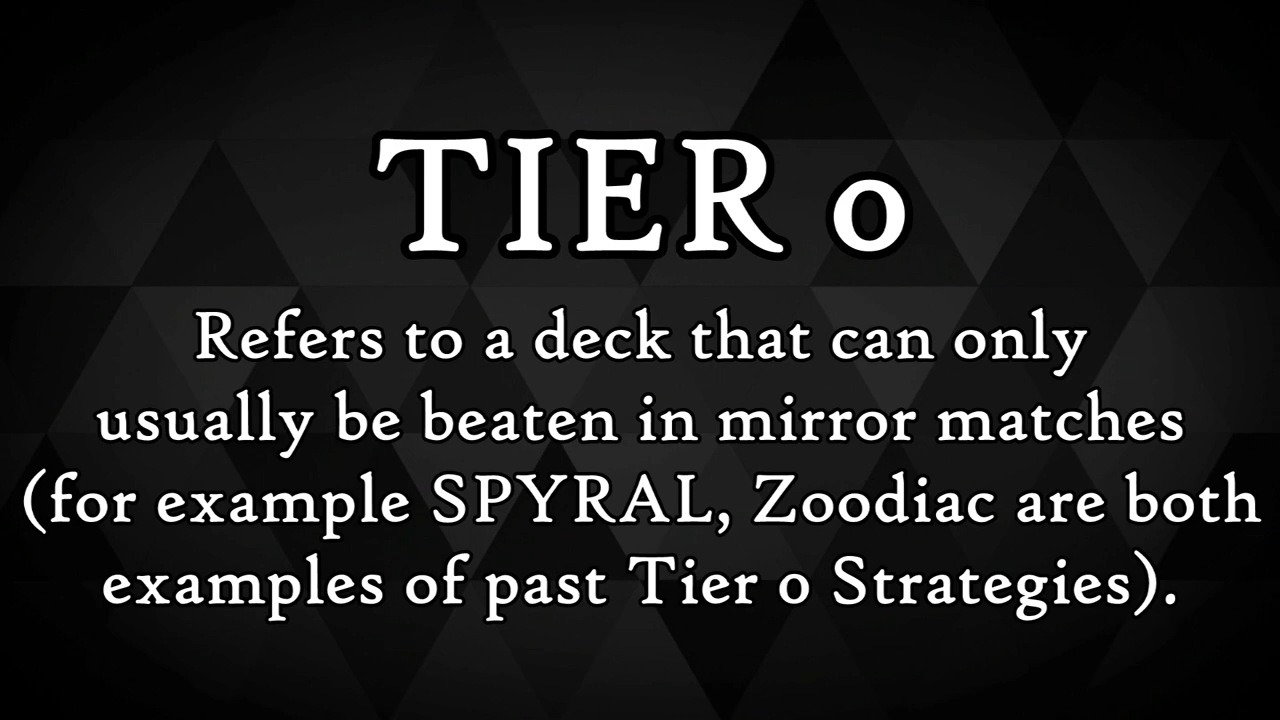 TIER 0
Refers to a deck that can only
usually be beaten in mirror matches
(for example SPYRAL, Zoodiac are both
examples of past Tier 0 Strategies).